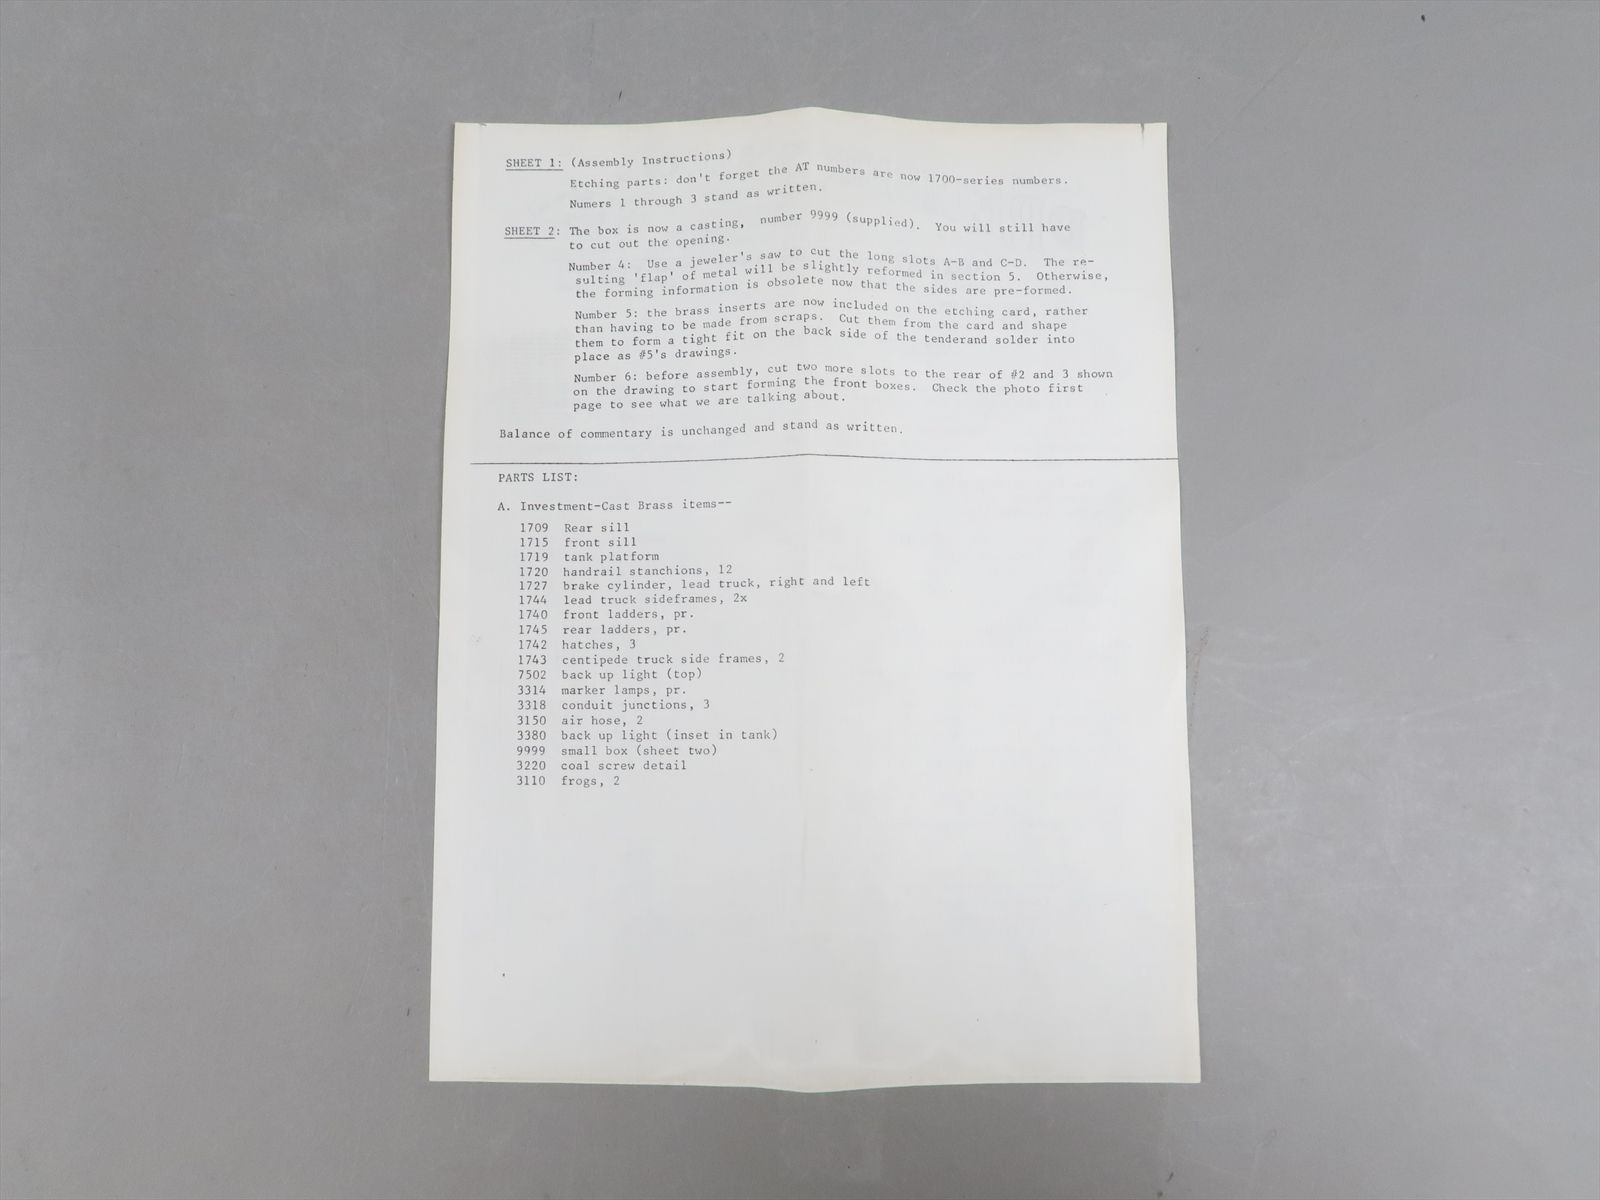 SHEET 1: (Assembly Instructions)
Etching parts: don't forget the AT numbers are now 1700-series numbers.
Numers 1 through 3 stand as written.
SHEET 2: The box is now a casting, number 9999 (supplied). You will still have
to cut out the opening.
Number 4: Use a jeweler's saw to cut the long slots A-B and C-D. The re-
sulting 'flap' of metal will be slightly reformed in section 5. Otherwise,
the forming information is obsolete now that the sides are pre-formed.
Number 5: the brass inserts are now included on the etching card, rather
than having to be made from scraps. Cut them from the card and shape
them to form a tight fit on the back side of the tenderand solder into
place as #5's drawings.
Number 6: before assembly, cut two more slots to the rear of #2 and 3 shown
on the drawing to start forming the front boxes. Check the photo first
page to see what we are talking about.
Balance of commentary is unchanged and stand as written.
PARTS LIST:
A. Investment-Cast Brass items--
1709 Rear sill
1715 front sill
1719 tank platform
1720 handrail stanchions, 12
1727 brake cylinder, lead truck, right and left
1744 lead truck sideframes, 2x
1740 front ladders, pr.
1745 rear ladders, pr.
1742 hatches, 3
1743 centipede truck side frames, 2
7502 back up light (top)
3314 marker lamps, pr.
3318 conduit junctions, 3
3150 air hose, 2
3380 back up light (inset in tank)
9999 small box (sheet two)
3220 coal screw detail
3110 frogs, 2